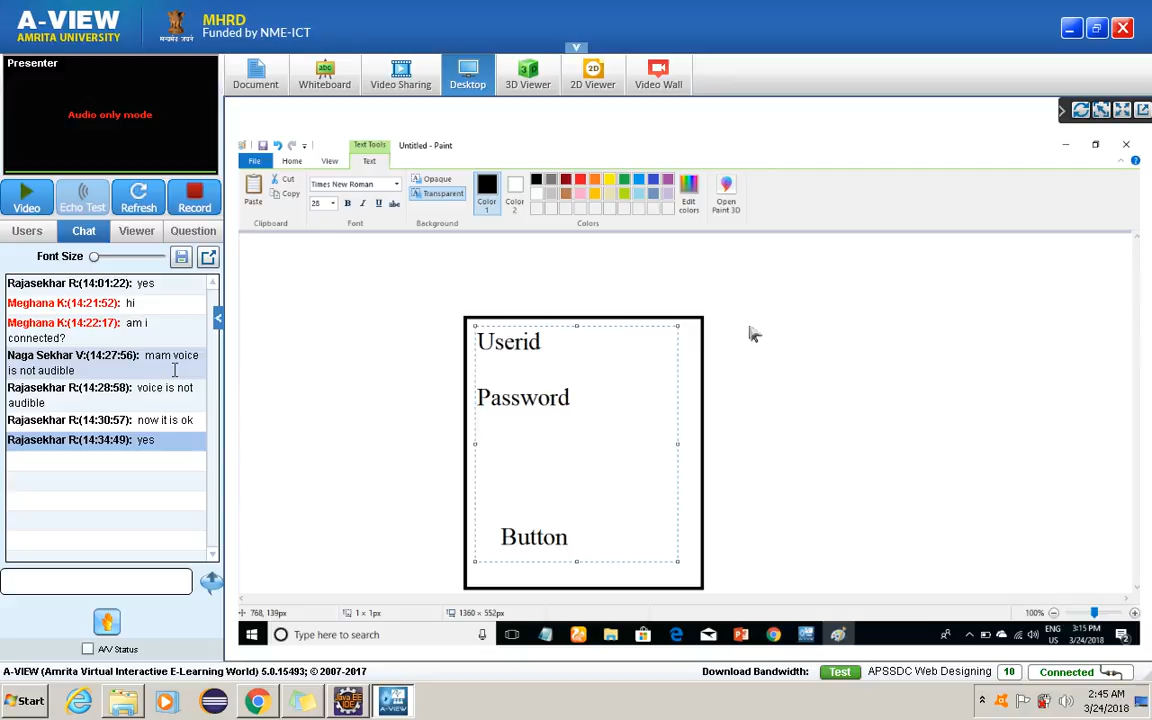 A-VIEW
AMRITA UNIVERSITY
MHRD
Funded by NME-ICT
Presenter
Audio only mode
Video
Echo Test
Refresh
Record
Users
Chat
Viewer
Question
Font Size
Rajasekhar R:(14:01:22): yes
Meghana K:(14:21:52): hi
Meghana K:(14:22:17): am i
connected?
Naga Sekhar V:(14:27:56): mam voice
is not audible
Rajasekhar R:(14:28:58): voice is not
audible
Rajasekhar R:(14:30:57): now it is ok
Rajasekhar R:(14:34:49): yes
A/V Status
Document
Whiteboard
Video Sharing
Desktop
3D Viewer
2D Viewer
Video Wall
Text Tools
Untitled - Paint
File
Home
View
Text
Paste
Cut
Copy
Clipboard
Times New Roman
28
B I U abc
Font
Opaque
Transparent
Background
Color
1
Color
2
Edit
colors
Open
Paint 3D
Colors
Userid
Password
Button
768, 139px
1 × 1px
1360 × 552px
100%
Type here to search
ENG
US
3:15 PM
3/24/2018
A-VIEW (Amrita Virtual Interactive E-Learning World) 5.0.15493; © 2007-2017
Download Bandwidth:
Test
APSSDC Web Designing
10
Connected
Start
2:45 AM
3/24/2018